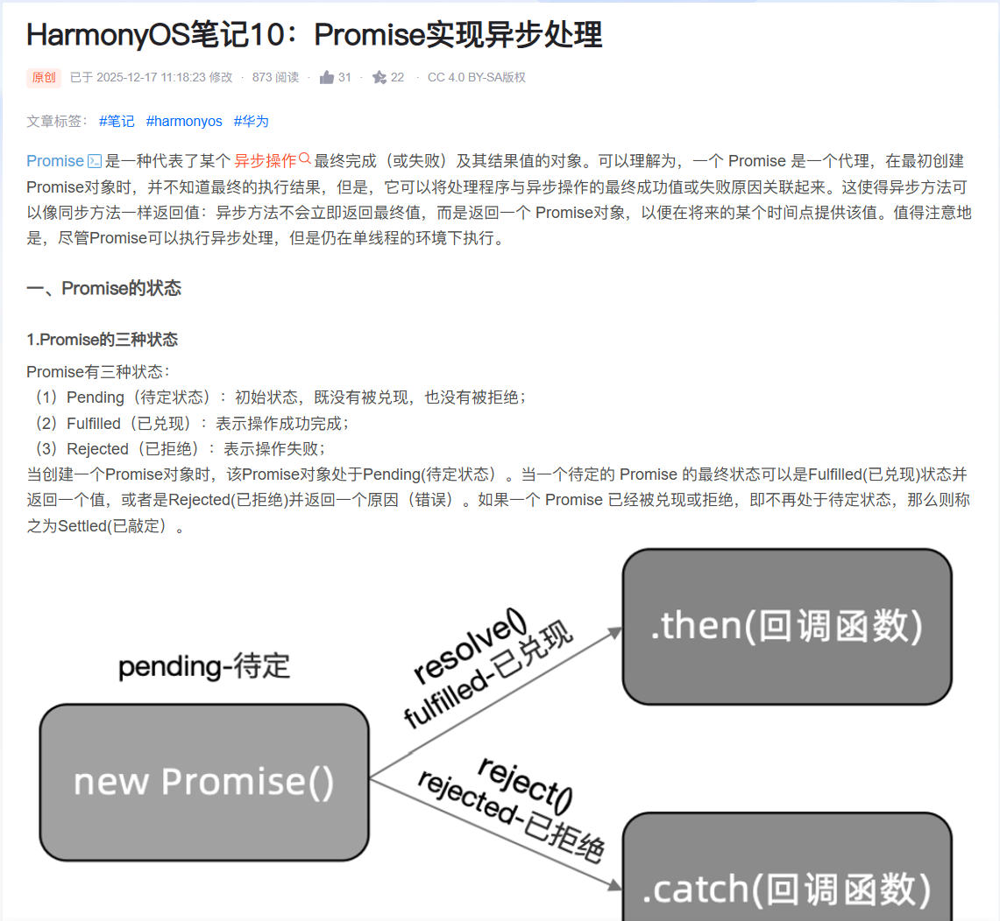 HarmonyOS笔记10：Promise实现异步处理
原创 已于 2025-12-17 11:18:23 修改 · 873 阅读 · 31 · 22 · CC 4.0 BY-SA版权
文章标签： #笔记 #harmonyos #华为
Promise是一种代表了某个 异步操作 最终完成（或失败）及其结果值的对象。可以理解为，一个 Promise 是一个代理，在最初创建
Promise对象时，并不知道最终的执行结果，但是，它可以将处理程序与异步操作的最终成功值或失败原因关联起来。这使得异步方法可
以像同步方法一样返回值：异步方法不会立即返回最终值，而是返回一个 Promise对象，以便在将来的某个时间点提供该值。值得注意地
是，尽管Promise可以执行异步处理，但是仍在单线程的环境下执行。
一、Promise的状态
1.Promise的三种状态
Promise有三种状态：
（1）Pending（待定状态）：初始状态，既没有被兑现，也没有被拒绝；
（2）Fulfilled（已兑现）：表示操作成功完成；
（3）Rejected（已拒绝）：表示操作失败；
当创建一个Promise对象时，该Promise对象处于Pending(待定状态）。当一个待定的 Promise 的最终状态可以是Fulfilled(已兑现)状态并
返回一个值，或者是Rejected(已拒绝)并返回一个原因（错误）。如果一个 Promise 已经被兑现或拒绝，即不再处于待定状态，那么则称
之为Settled(已敲定）。
pending-待定
new Promise()
resolve()
fulfilled-已兑现
.then(回调函数)
reject()
rejected-已拒绝
.catch(回调函数)